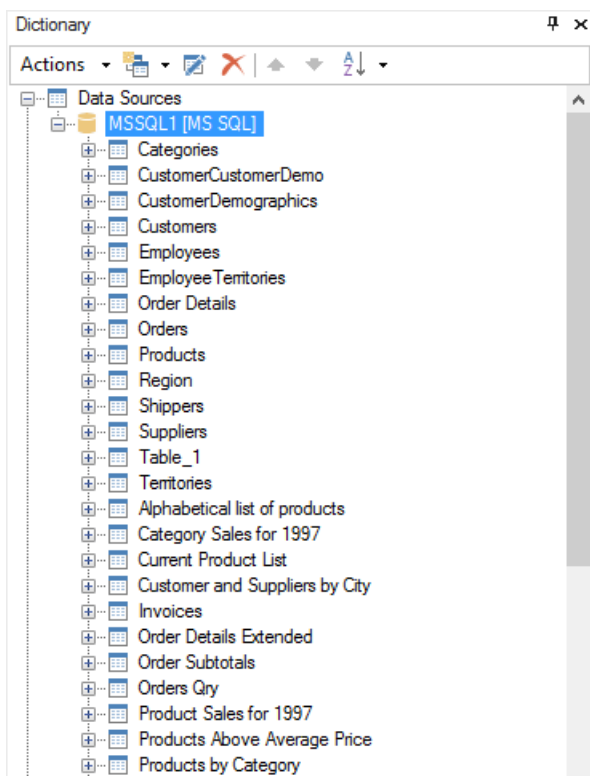 Dictionary
Actions
Data Sources
MSSQL1 [MS SQL]
Categories
CustomerCustomerDemo
CustomerDemographics
Customers
Employees
EmployeeTerritories
Order Details
Orders
Products
Region
Shippers
Suppliers
Table_1
Territories
Alphabetical list of products
Category Sales for 1997
Current Product List
Customer and Suppliers by City
Invoices
Order Details Extended
Order Subtotals
Orders Qry
Product Sales for 1997
Products Above Average Price
Products by Category